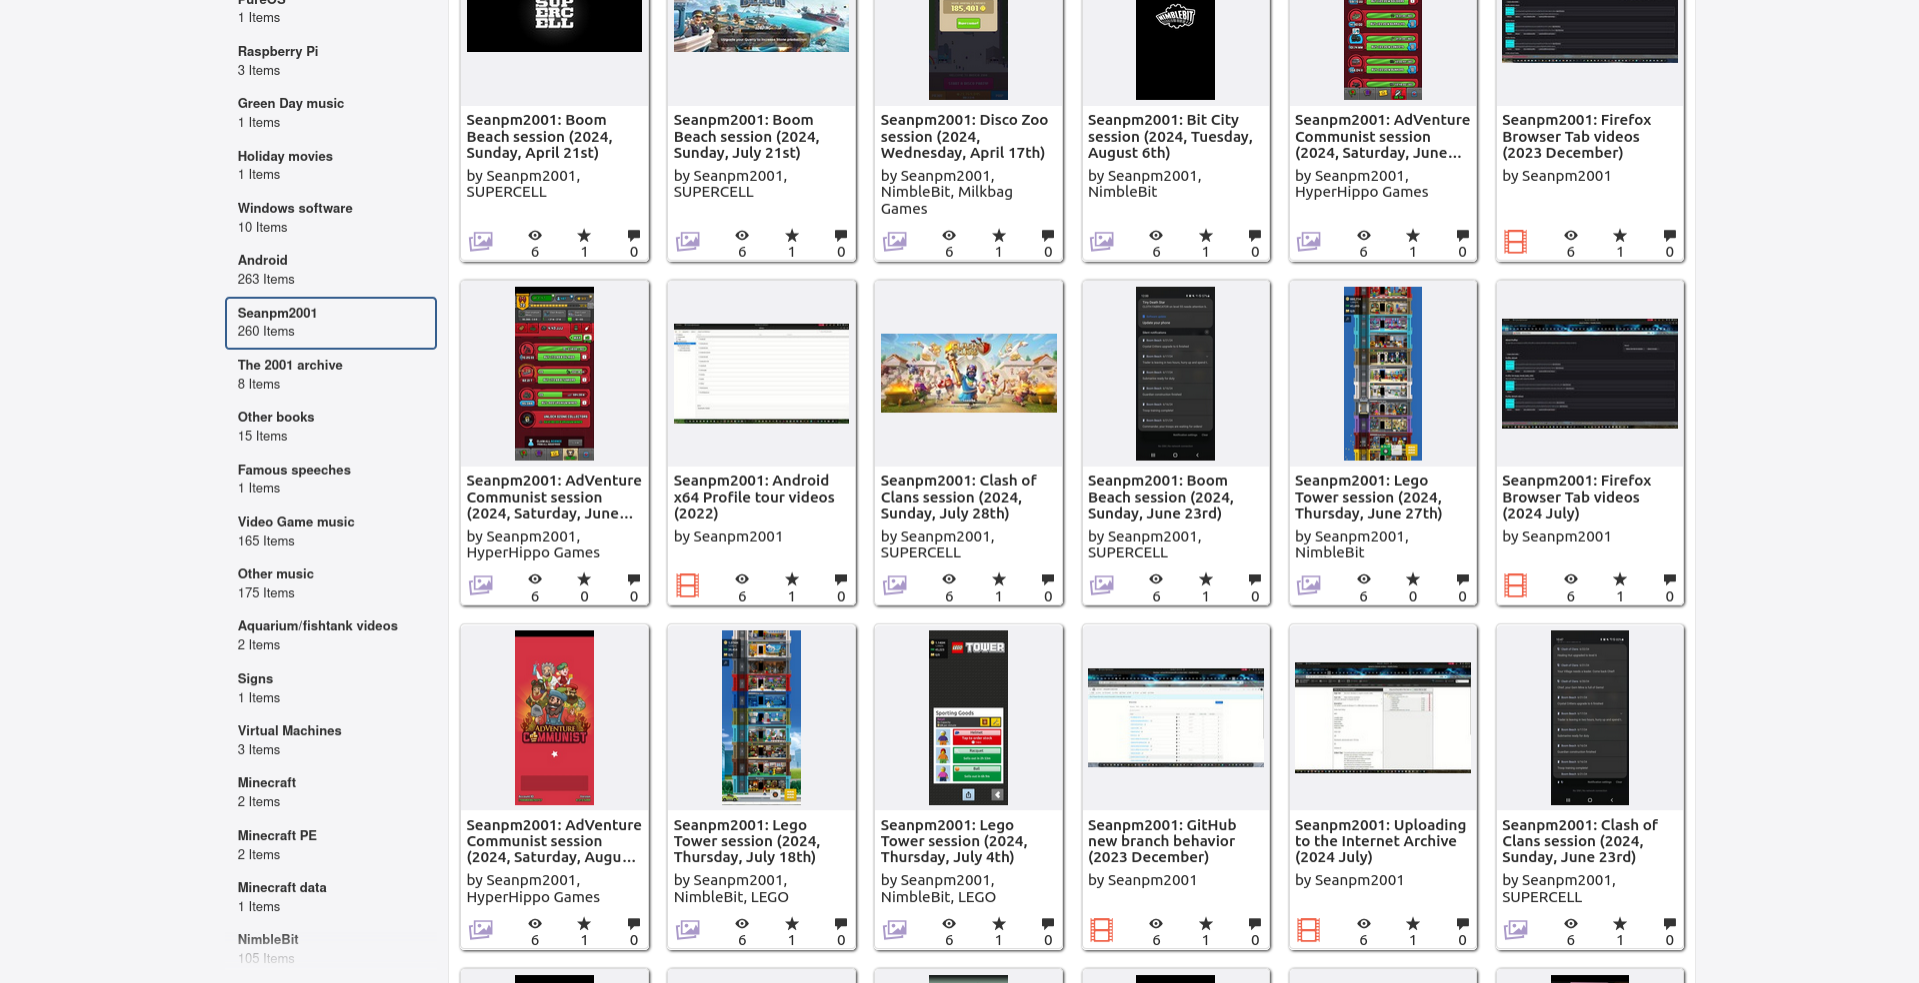 PureOS
1 Items
Raspberry Pi
3 Items
Green Day music
1 Items
Holiday movies
1 Items
Windows software
10 Items
Android
263 Items
Seanpm2001
260 Items
The 2001 archive
8 Items
Other books
15 Items
Famous speeches
1 Items
Video Game music
165 Items
Other music
175 Items
Aquarium/fishtank videos
2 Items
Signs
1 Items
Virtual Machines
3 Items
Minecraft
2 Items
Minecraft PE
2 Items
Minecraft data
1 Items
NimbleBit
105 Items
SUP
ERC
ELL
Seanpm2001: Boom
Beach session (2024,
Sunday, April 21st)
by Seanpm2001,
SUPERCELL
6 1 0
Seanpm2001: Boom
Beach session (2024,
Sunday, July 21st)
by Seanpm2001,
SUPERCELL
6 1 0
185,401
Seanpm2001: Disco Zoo
session (2024,
Wednesday, April 17th)
by Seanpm2001,
NimbleBit, Milkbag
Games
6 1 0
NIMBLEBIT
Seanpm2001: Bit City
session (2024, Tuesday,
August 6th)
by Seanpm2001,
NimbleBit
6 1 0
Seanpm2001: AdVenture
Communist session
(2024, Saturday, June...
by Seanpm2001,
HyperHippo Games
6 1 0
Seanpm2001: Firefox
Browser Tab videos
(2023 December)
by Seanpm2001
6 1 0
Seanpm2001: AdVenture
Communist session
(2024, Saturday, June...
by Seanpm2001,
HyperHippo Games
6 0 0
Seanpm2001: Android
x64 Profile tour videos
(2022)
by Seanpm2001
6 1 0
Seanpm2001: Clash of
Clans session (2024,
Sunday, July 28th)
by Seanpm2001,
SUPERCELL
6 1 0
Seanpm2001: Boom
Beach session (2024,
Sunday, June 23rd)
by Seanpm2001,
SUPERCELL
6 1 0
Seanpm2001: Lego
Tower session (2024,
Thursday, June 27th)
by Seanpm2001,
NimbleBit
6 0 0
Seanpm2001: Firefox
Browser Tab videos
(2024 July)
by Seanpm2001
6 1 0
ADVENTURE
COMMUNIST
Seanpm2001: AdVenture
Communist session
(2024, Saturday, Augu...
by Seanpm2001,
HyperHippo Games
6 1 0
Seanpm2001: Lego
Tower session (2024,
Thursday, July 18th)
by Seanpm2001,
NimbleBit, LEGO
6 1 0
LEGO TOWER
Sporting Goods
Seanpm2001: Lego
Tower session (2024,
Thursday, July 4th)
by Seanpm2001,
NimbleBit, LEGO
6 1 0
Seanpm2001: GitHub
new branch behavior
(2023 December)
by Seanpm2001
6 1 0
Seanpm2001: Uploading
to the Internet Archive
(2024 July)
by Seanpm2001
6 1 0
Seanpm2001: Clash of
Clans session (2024,
Sunday, June 23rd)
by Seanpm2001,
SUPERCELL
6 1 0